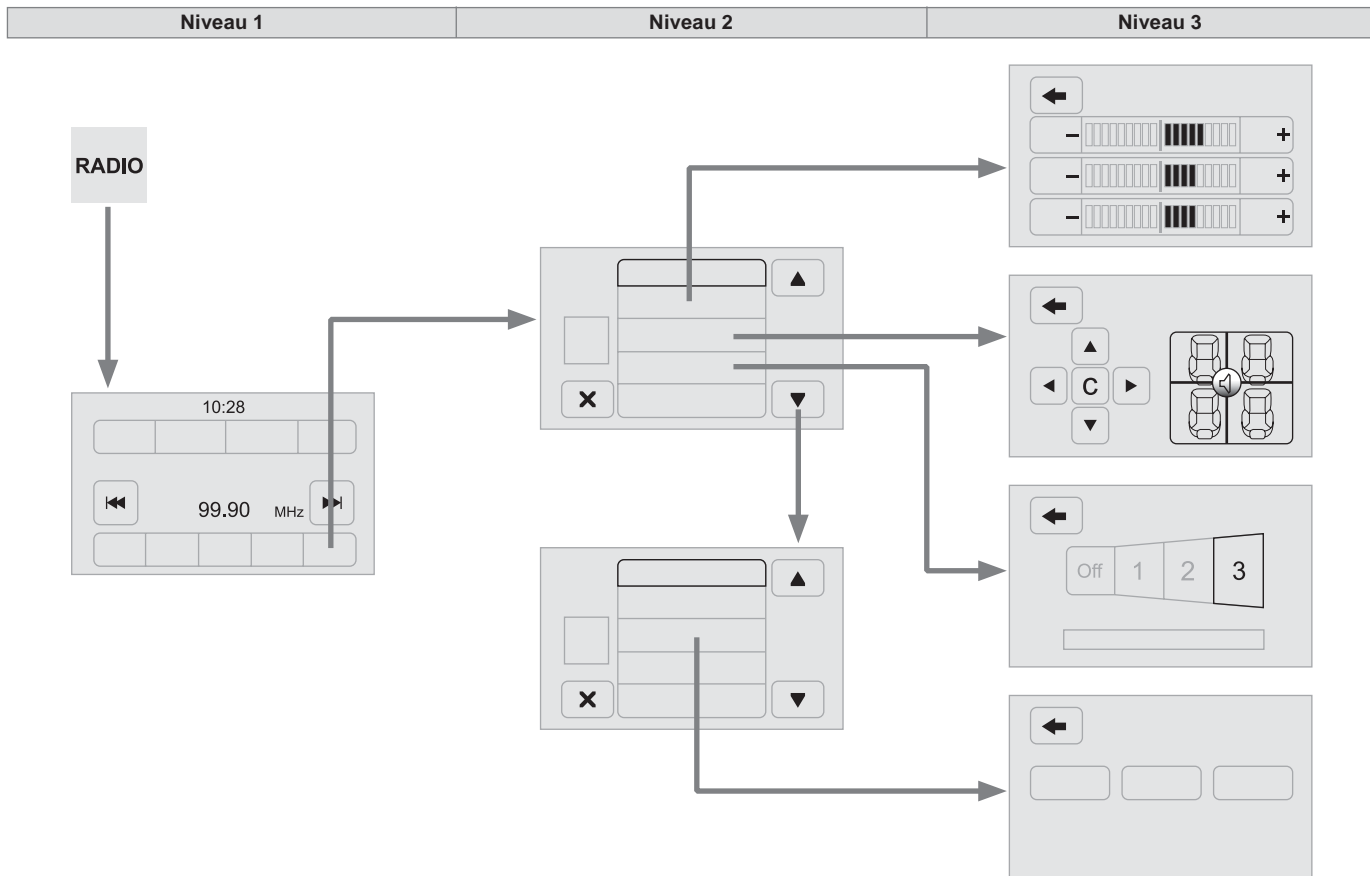 Niveau 1 Niveau 2 Niveau 3
RADIO
10:28
99.90 MHz
- +
- +
- +
C
Off 1 2 3